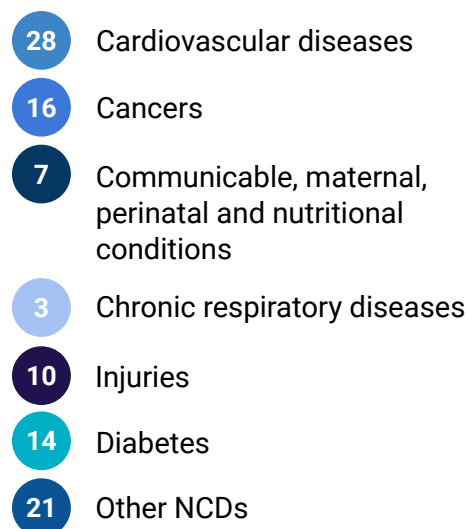 28 Cardiovascular diseases
16 Cancers
7 Communicable, maternal,
perinatal and nutritional
conditions
3 Chronic respiratory diseases
10 Injuries
14 Diabetes
21 Other NCDs